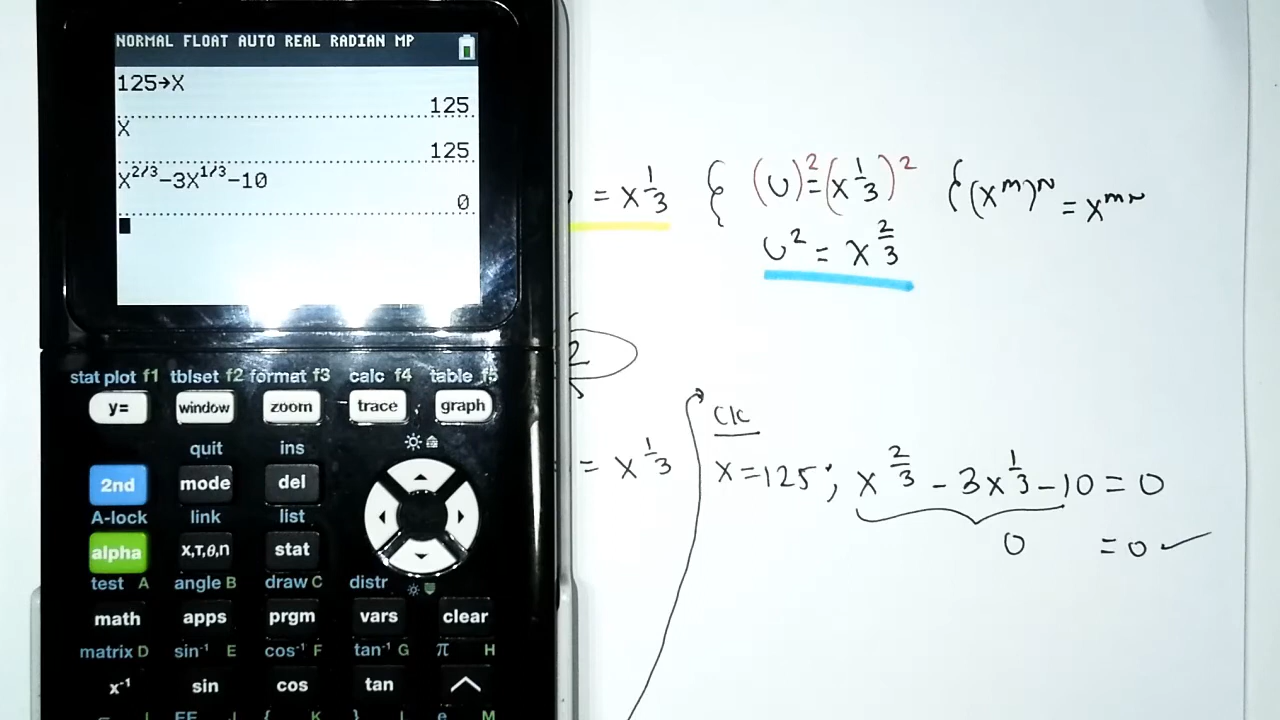 NORMAL FLOAT AUTO REAL RADIAN MP
125→X
125
X
125
X^2/3-3X^1/3-10
0
= x^1/3 { (U)^2=(x^1/3)^2 {(x^m)^n = x^mn
U^2 = x^2/3
2
= x^1/3
CK
x=125; x^2/3 - 3x^1/3 - 10 = 0
0 = 0 ✓
stat plot f1 tblset f2 format f3 calc f4 table f5
y= window zoom trace graph
quit ins
2nd mode del
A-lock link list
alpha X,T,θ,n stat
test A angle B draw C distr
math apps prgm vars clear
matrix D sin⁻¹ E cos⁻¹ F tan⁻¹ G π H
x⁻¹ sin cos tan ^
EE J { K } L e M